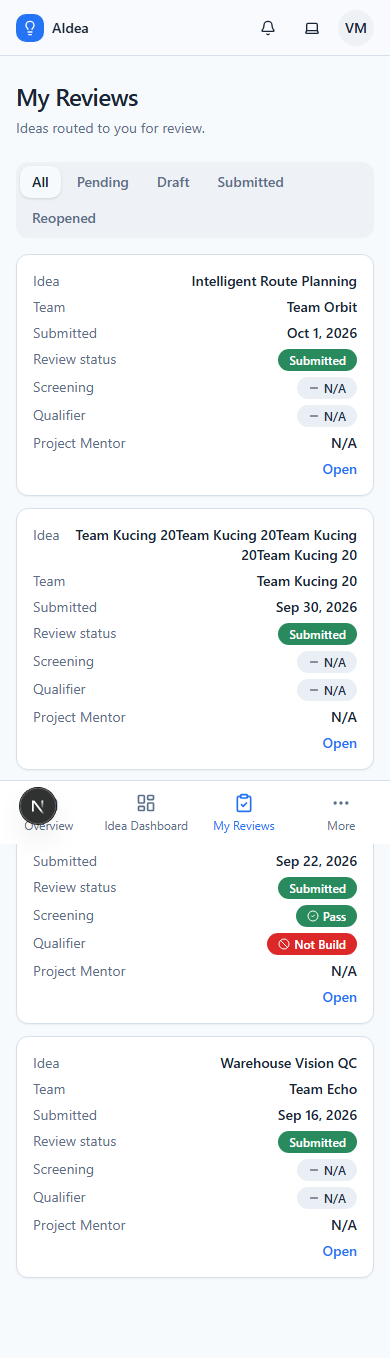 AIdea
VM
My Reviews
Ideas routed to you for review.
All
Pending
Draft
Submitted
Reopened
Idea
Intelligent Route Planning
Team
Team Orbit
Submitted
Oct 1, 2026
Review status
Submitted
Screening
N/A
Qualifier
N/A
Project Mentor
N/A
Open
Idea
Team Kucing 20Team Kucing 20Team Kucing
20Team Kucing 20
Team
Team Kucing 20
Submitted
Sep 30, 2026
Review status
Submitted
Screening
N/A
Qualifier
N/A
Project Mentor
N/A
Open
N
Overview
Idea Dashboard
My Reviews
More
Submitted
Sep 22, 2026
Review status
Submitted
Screening
Pass
Qualifier
Not Build
Project Mentor
N/A
Open
Idea
Warehouse Vision QC
Team
Team Echo
Submitted
Sep 16, 2026
Review status
Submitted
Screening
N/A
Qualifier
N/A
Project Mentor
N/A
Open